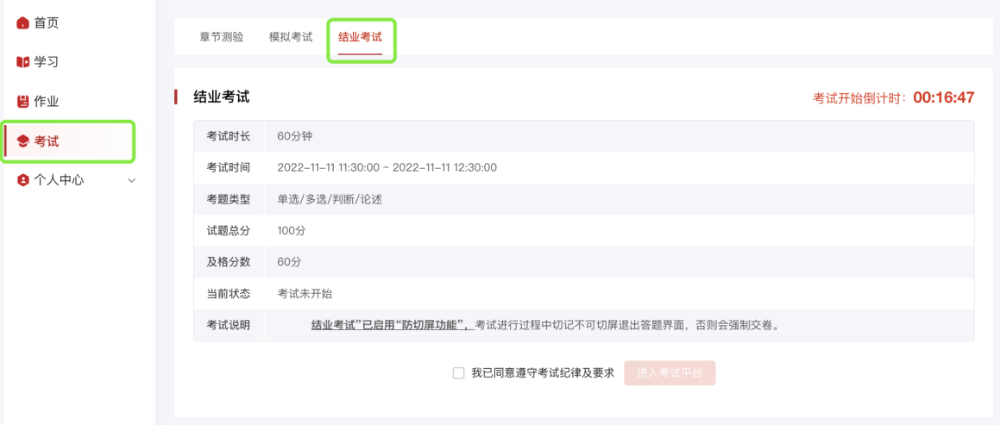 首页
学习
作业
考试
个人中心
章节测验 模拟考试 结业考试
结业考试
考试开始倒计时：00:16:47
考试时长 60分钟
考试时间 2022-11-11 11:30:00 ~ 2022-11-11 12:30:00
考题类型 单选/多选/判断/论述
试题总分 100分
及格分数 60分
当前状态 考试未开始
考试说明 结业考试”已启用“防切屏功能”，考试进行过程中切记不可切屏退出答题界面，否则会强制交卷。
我已同意遵守考试纪律及要求 进入考试平台